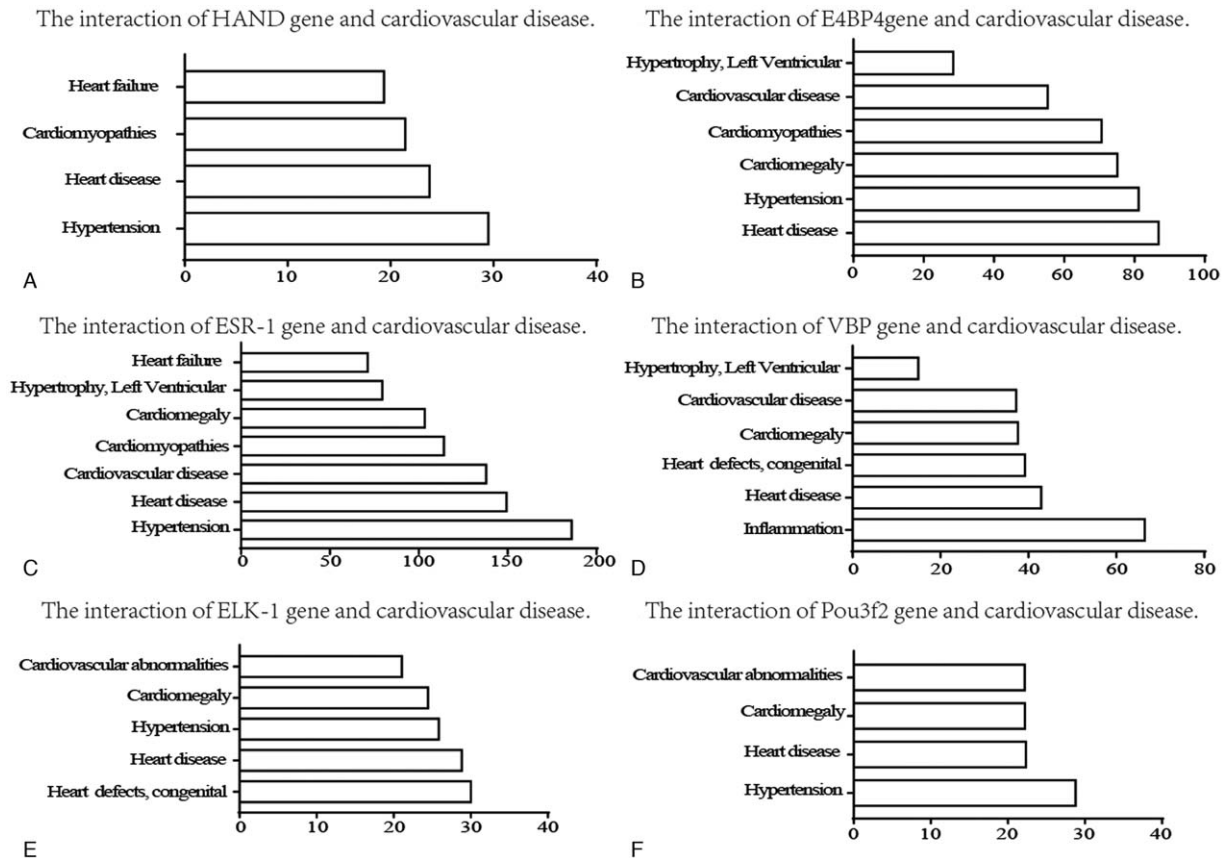 The interaction of HAND gene and cardiovascular disease.
Heart failure
Cardiomyopathies
Heart disease
Hypertension
0 10 20 30 40
A
The interaction of E4BP4gene and cardiovascular disease.
Hypertrophy, Left Ventricular
Cardiovascular disease
Cardiomyopathies
Cardiomegaly
Hypertension
Heart disease
0 20 40 60 80 100
B
The interaction of ESR-1 gene and cardiovascular disease.
Heart failure
Hypertrophy, Left Ventricular
Cardiomegaly
Cardiomyopathies
Cardiovascular disease
Heart disease
Hypertension
0 50 100 150 200
C
The interaction of VBP gene and cardiovascular disease.
Hypertrophy, Left Ventricular
Cardiovascular disease
Cardiomegaly
Heart defects, congenital
Heart disease
Inflammation
0 20 40 60 80
D
The interaction of ELK-1 gene and cardiovascular disease.
Cardiovascular abnormalities
Cardiomegaly
Hypertension
Heart disease
Heart defects, congenital
0 10 20 30 40
E
The interaction of Pou3f2 gene and cardiovascular disease.
Cardiovascular abnormalities
Cardiomegaly
Heart disease
Hypertension
0 10 20 30 40
F